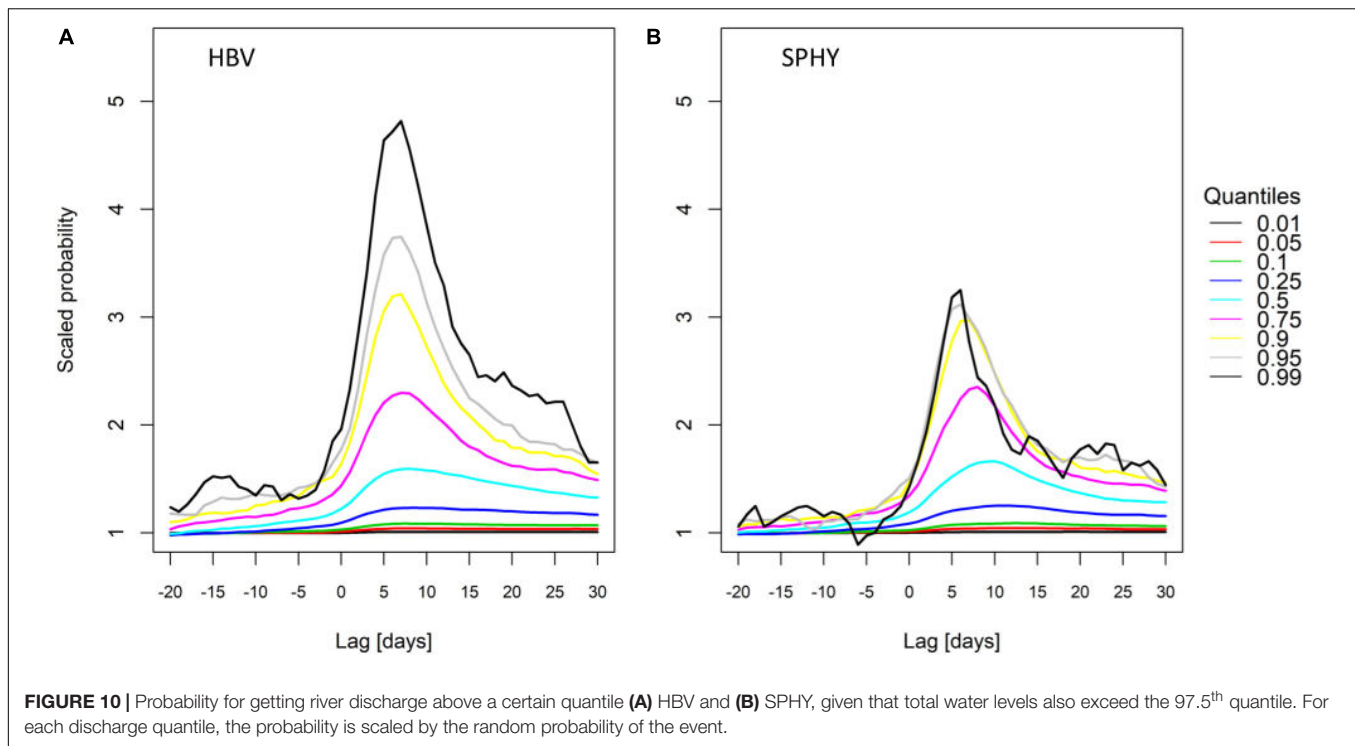 A
HBV
B
SPHY
Scaled probability
5
4
3
2
1
-20 -15 -10 -5 0 5 10 15 20 25 30
Lag [days]
5
4
3
2
1
-20 -15 -10 -5 0 5 10 15 20 25 30
Lag [days]
Quantiles
0.01
0.05
0.1
0.25
0.5
0.75
0.9
0.95
0.99
FIGURE 10 | Probability for getting river discharge above a certain quantile (A) HBV and (B) SPHY, given that total water levels also exceed the 97.5th quantile. For
each discharge quantile, the probability is scaled by the random probability of the event.